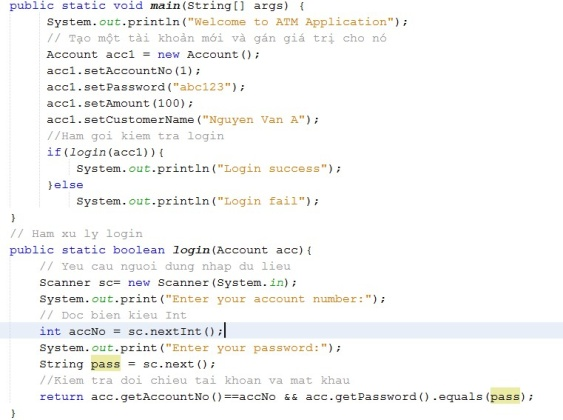 public static void main(String[] args) {
System.out.println("Welcome to ATM Application");
// Tạo một tài khoản mới và gán giá trị cho nó
Account acc1 = new Account();
acc1.setAccountNo(1);
acc1.setPassword("abc123");
acc1.setAmount(100);
acc1.setCustomerName("Nguyen Van A");
//Ham goi kiem tra login
if(login(acc1)){
System.out.println("Login success");
}else
System.out.println("Login fail");
}
// Ham xu ly login
public static boolean login(Account acc){
// Yeu cau nguoi dung nhap du lieu
Scanner sc= new Scanner(System.in);
System.out.print("Enter your account number:");
// Doc bien kieu Int
int accNo = sc.nextInt();
System.out.print("Enter your password:");
String pass = sc.next();
//Kiem tra doi chieu tai khoan va mat khau
return acc.getAccountNo()==accNo && acc.getPassword().equals(pass);
}